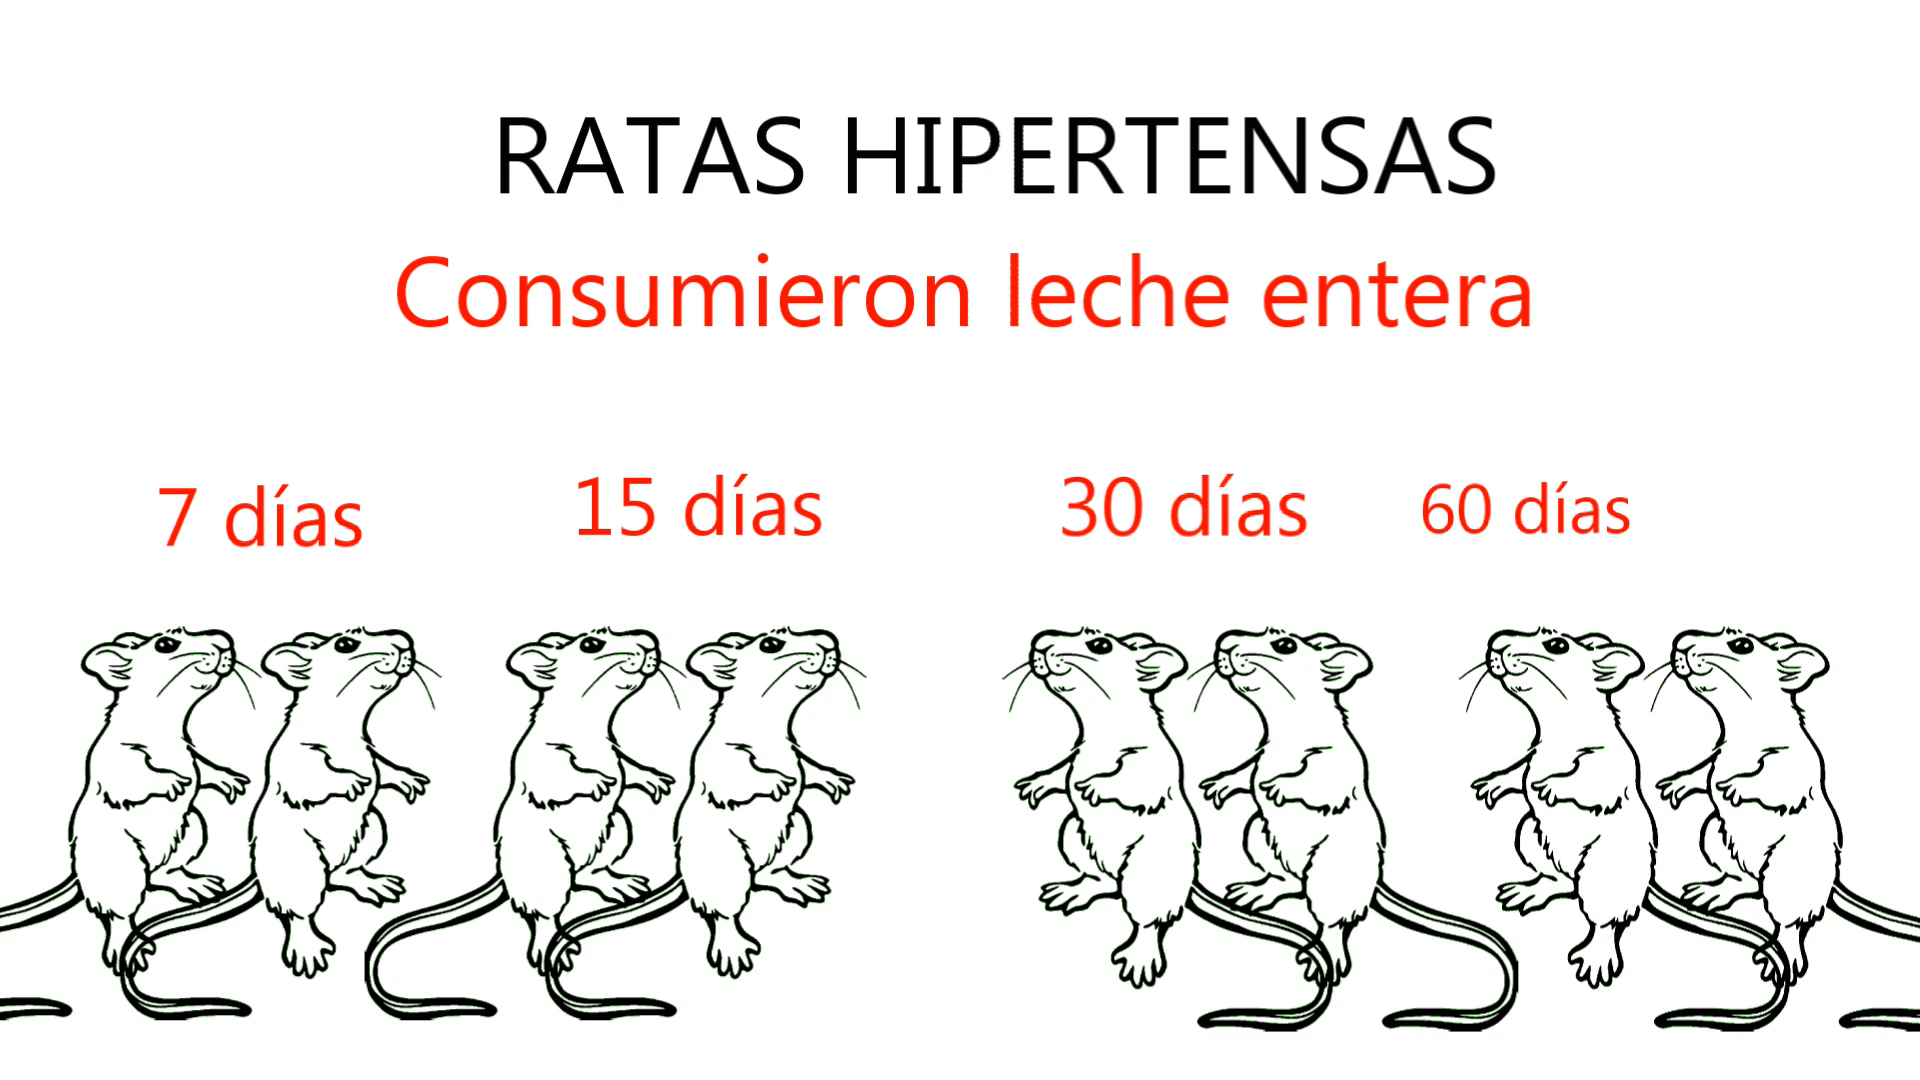 RATAS HIPERTENSAS
Consumieron leche entera
7 días 15 días 30 días 60 días